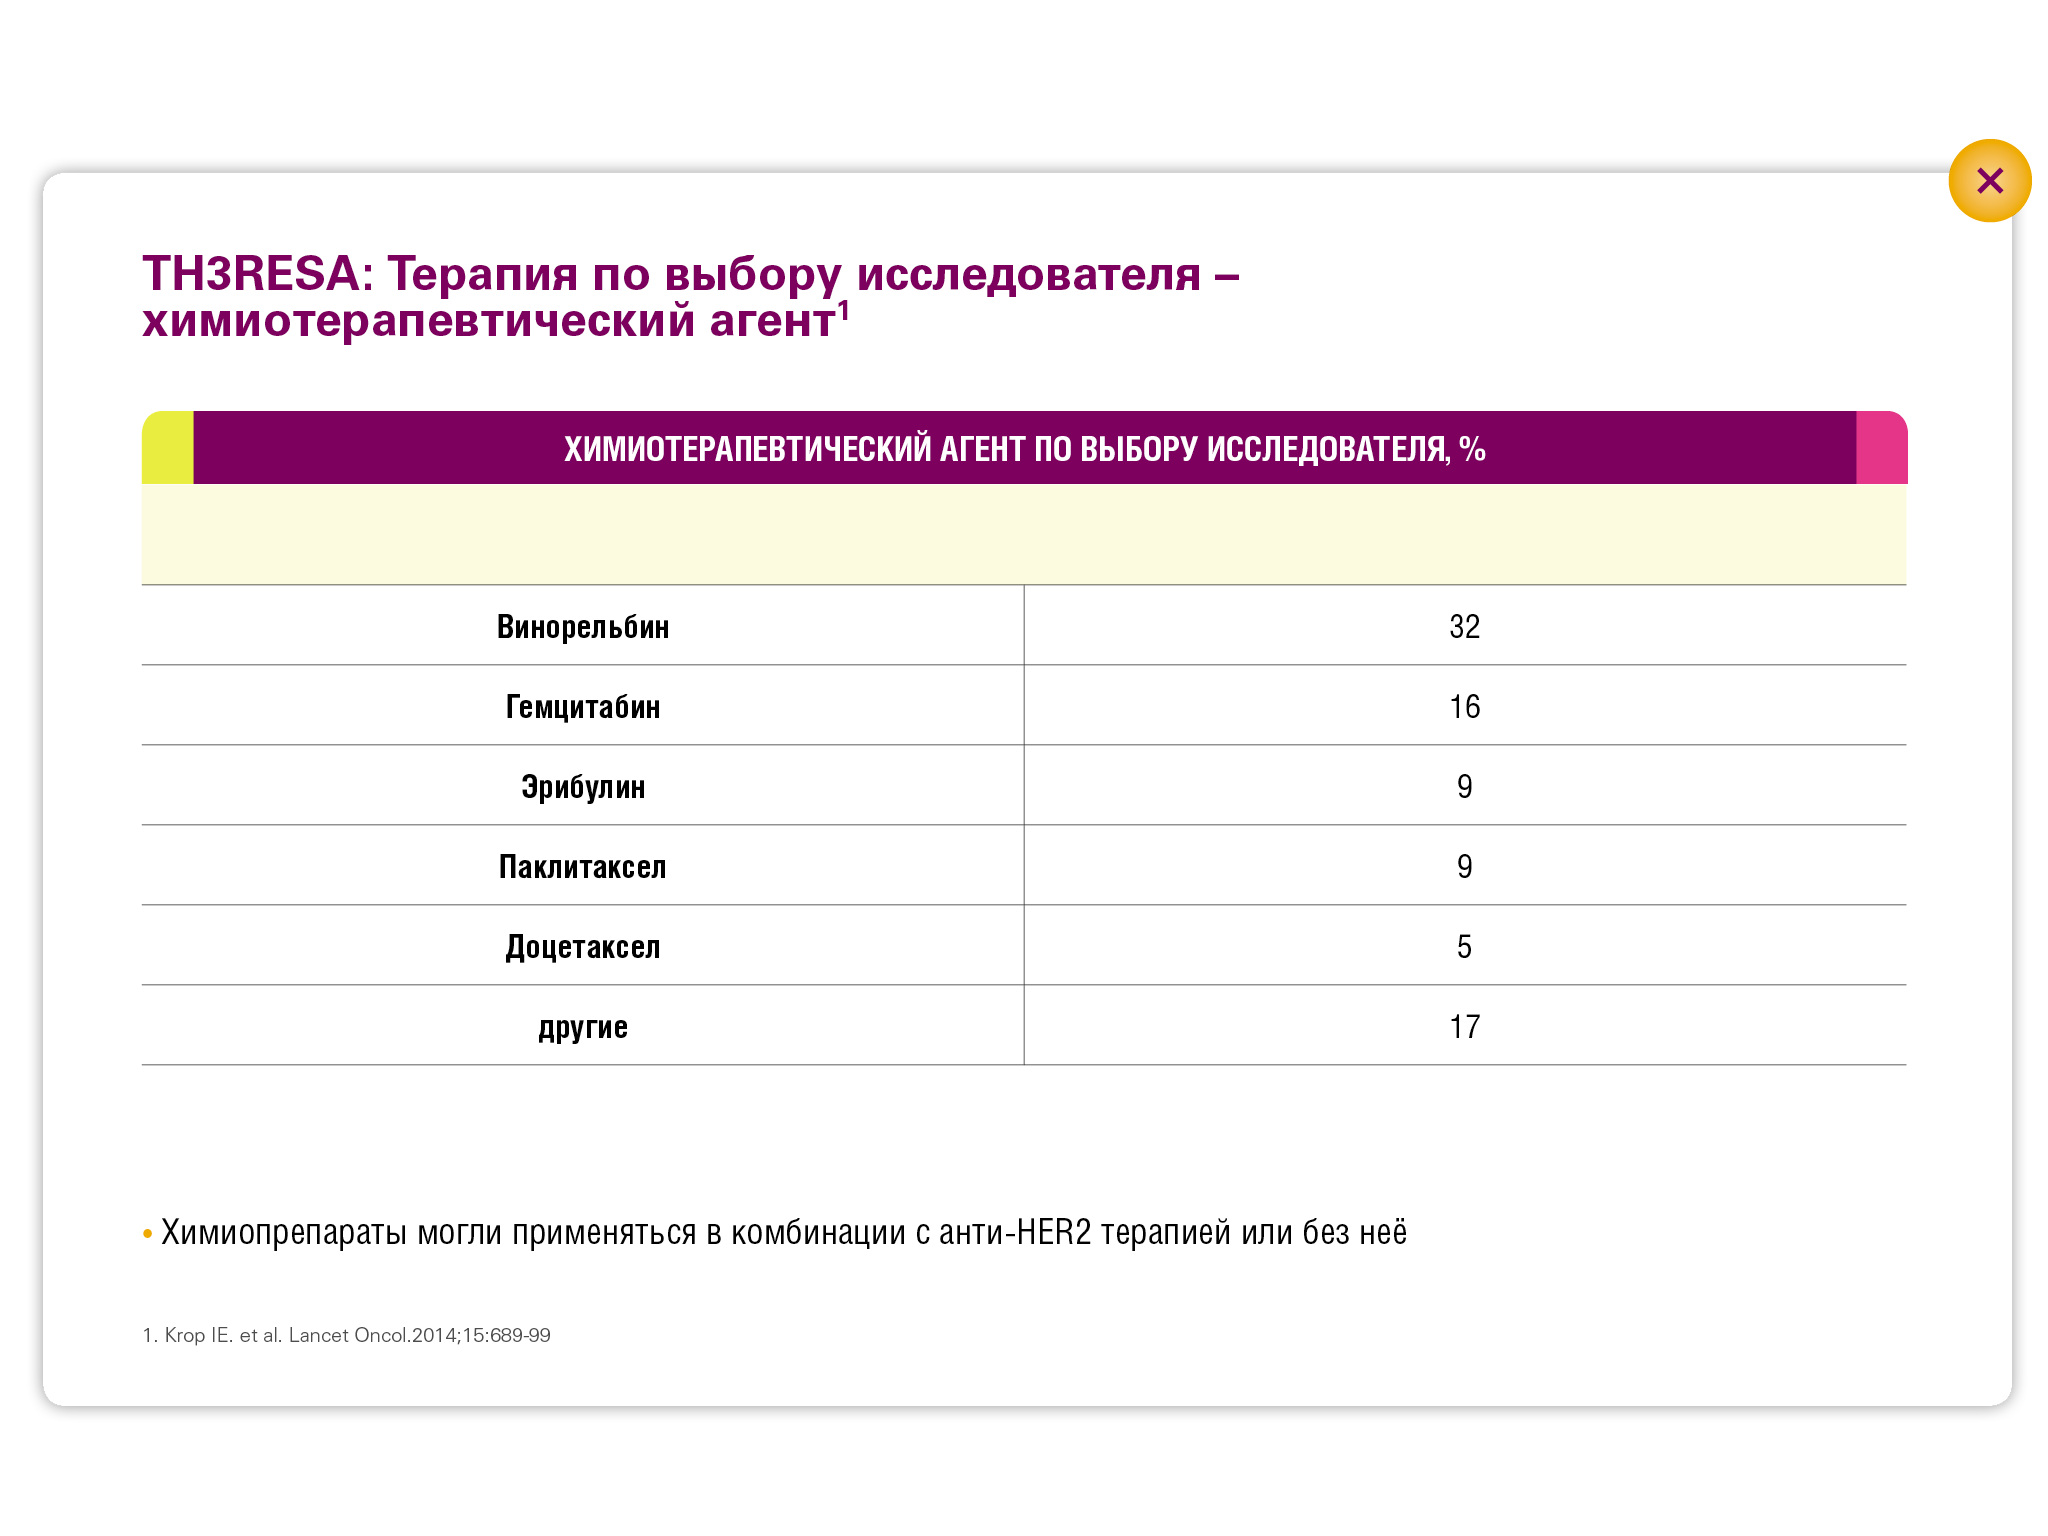 TH3RESA: Терапия по выбору исследователя –
химиотерапевтический агент¹
ХИМИОТЕРАПЕВТИЧЕСКИЙ АГЕНТ ПО ВЫБОРУ ИССЛЕДОВАТЕЛЯ, %
Винорельбин 32
Гемцитабин 16
Эрибулин 9
Паклитаксел 9
Доцетаксел 5
другие 17
• Химиопрепараты могли применяться в комбинации с анти-HER2 терапией или без неё
1. Krop IE. et al. Lancet Oncol.2014;15:689-99